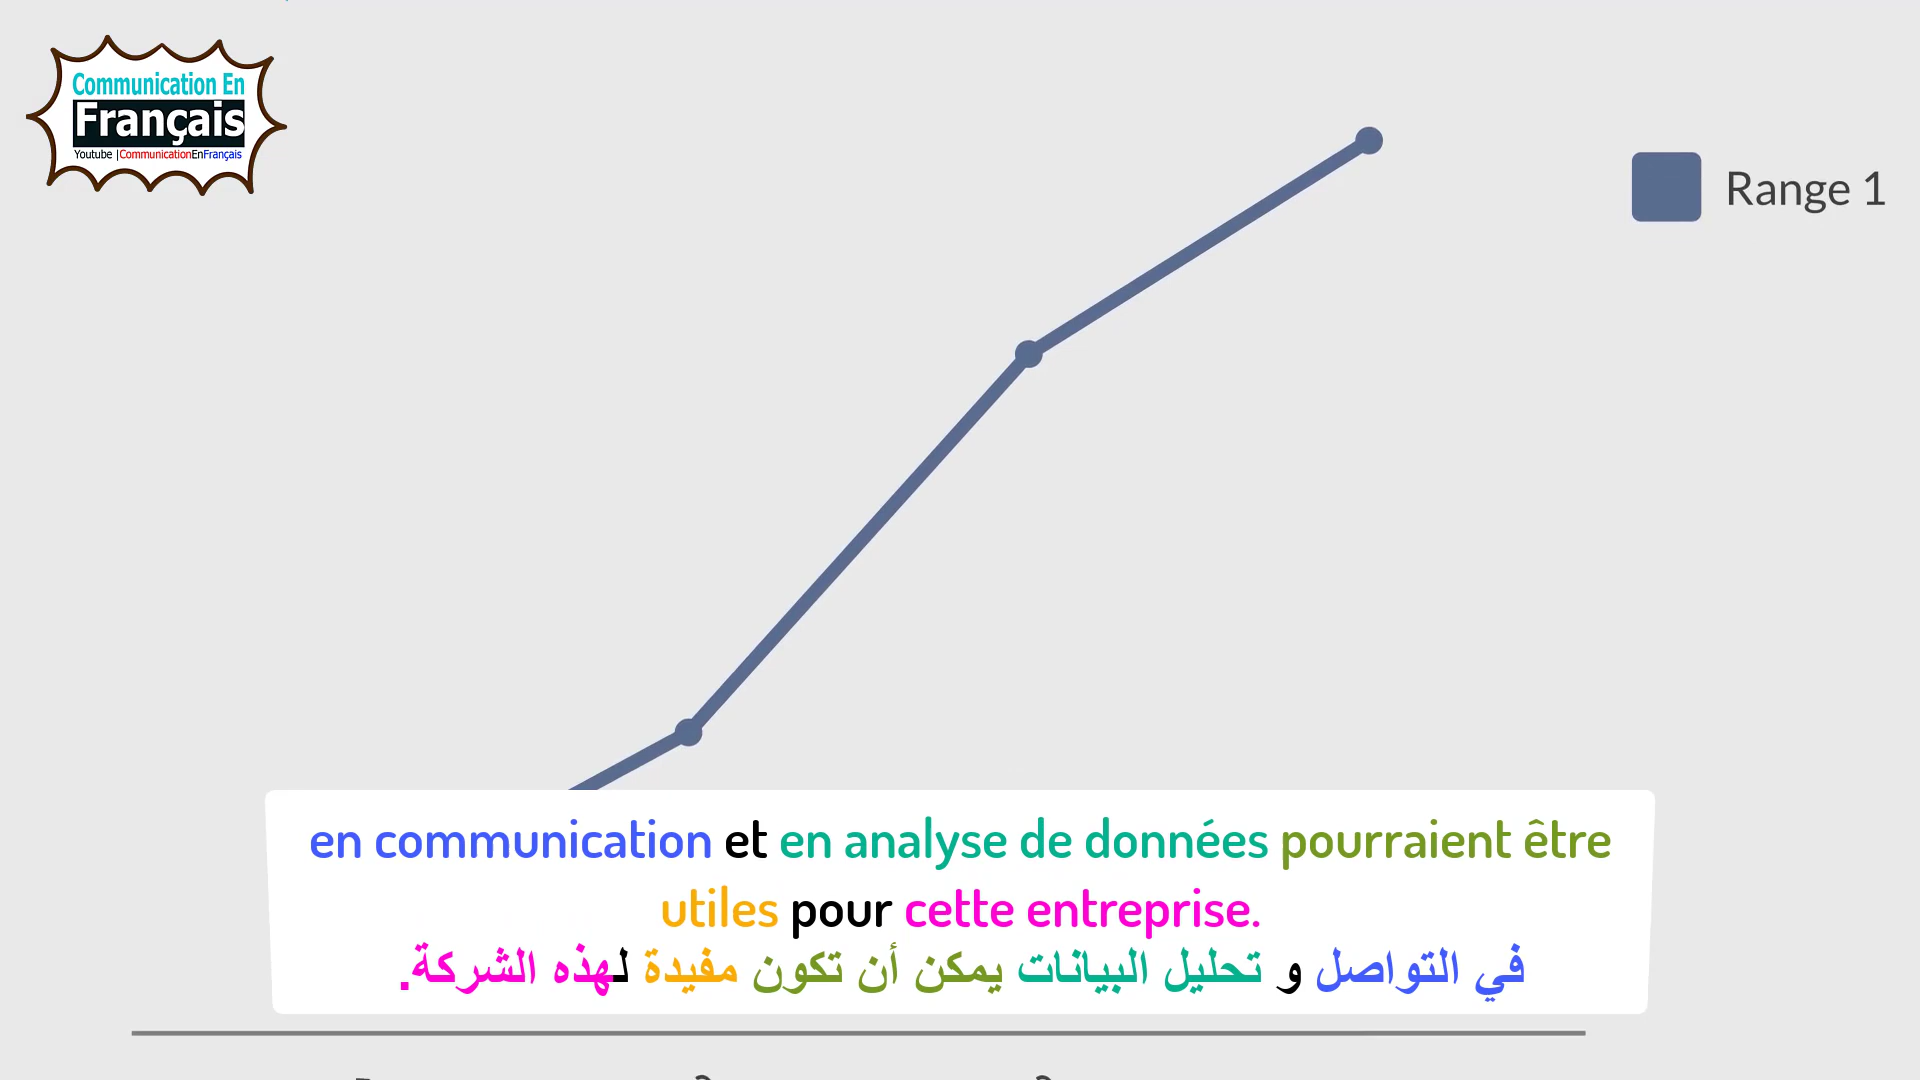 Communication En
Français
Youtube |CommunicationEnFrançais
Range 1
en communication et en analyse de données pourraient être
utiles pour cette entreprise.
في التواصل و تحليل البيانات يمكن أن تكون مفيدة لهذه الشركة.